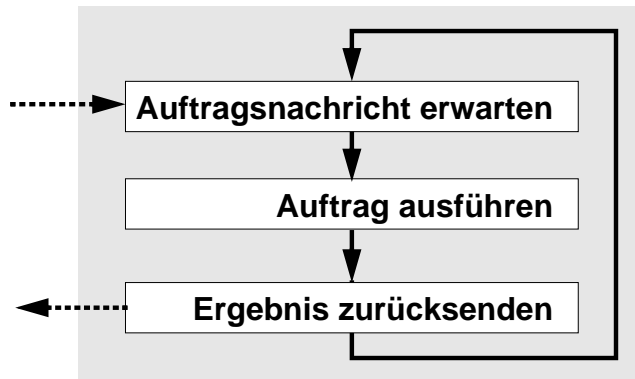 Auftragsnachricht erwarten
Auftrag ausführen
Ergebnis zurücksenden